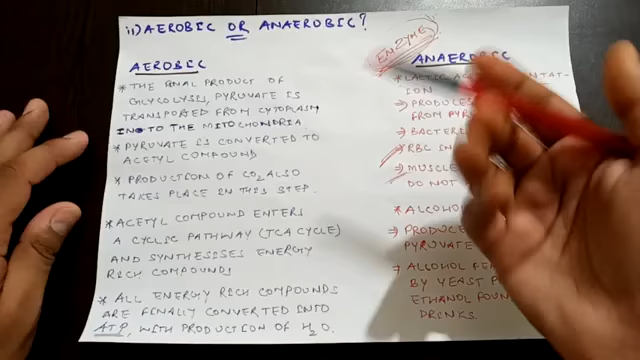 ii) AEROBIC OR ANAEROBIC?
ENZYME
AEROBIC
* THE FINAL PRODUCT OF
GLYCOLYSIS, PYRUVATE IS
TRANSPORTED FROM CYTOPLASM
INTO THE MITOCHONDRIA
* PYRUVATE IS CONVERTED TO
ACETYL COMPOUND
* PRODUCTION OF CO2 ALSO
TAKES PLACE IN THIS STEP.
* ACETYL COMPOUND ENTERS
A CYCLIC PATHWAY (TCA CYCLE)
AND SYNTHESISES ENERGY
RICH COMPOUNDS
* ALL ENERGY RICH COMPOUNDS
ARE FINALLY CONVERTED INTO
ATP, WITH PRODUCTION OF H2O.
ANAEROBIC
* LACTIC
ION
→ PRODUCES
FROM
→ BACTERI
→ RBC IN
→ MUSCLE
DO NOT
* ALCOHO
→ PRODUCE
PYRUVATE
→ ALCOHOL
BY YEAST
ETHANOL FOUN
DRINKS.